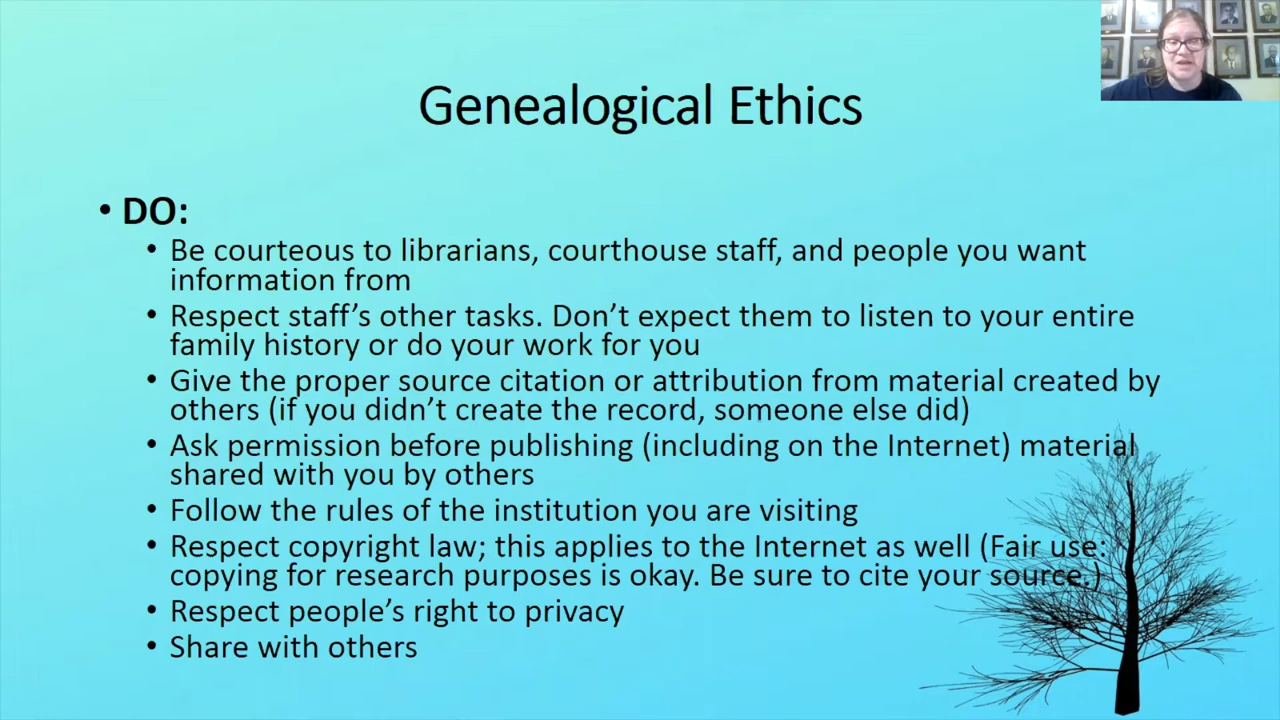 Genealogical Ethics
• DO:
• Be courteous to librarians, courthouse staff, and people you want
information from
• Respect staff’s other tasks. Don’t expect them to listen to your entire
family history or do your work for you
• Give the proper source citation or attribution from material created by
others (if you didn’t create the record, someone else did)
• Ask permission before publishing (including on the Internet) material
shared with you by others
• Follow the rules of the institution you are visiting
• Respect copyright law; this applies to the Internet as well (Fair use:
copying for research purposes is okay. Be sure to cite your source.)
• Respect people’s right to privacy
• Share with others